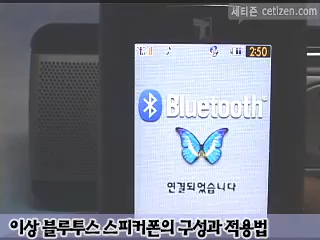 세티즌 cetizen.com
T
2:50
Bluetooth
연결되었습니다
이상 블루투스 스피커폰의 구성과 적용법